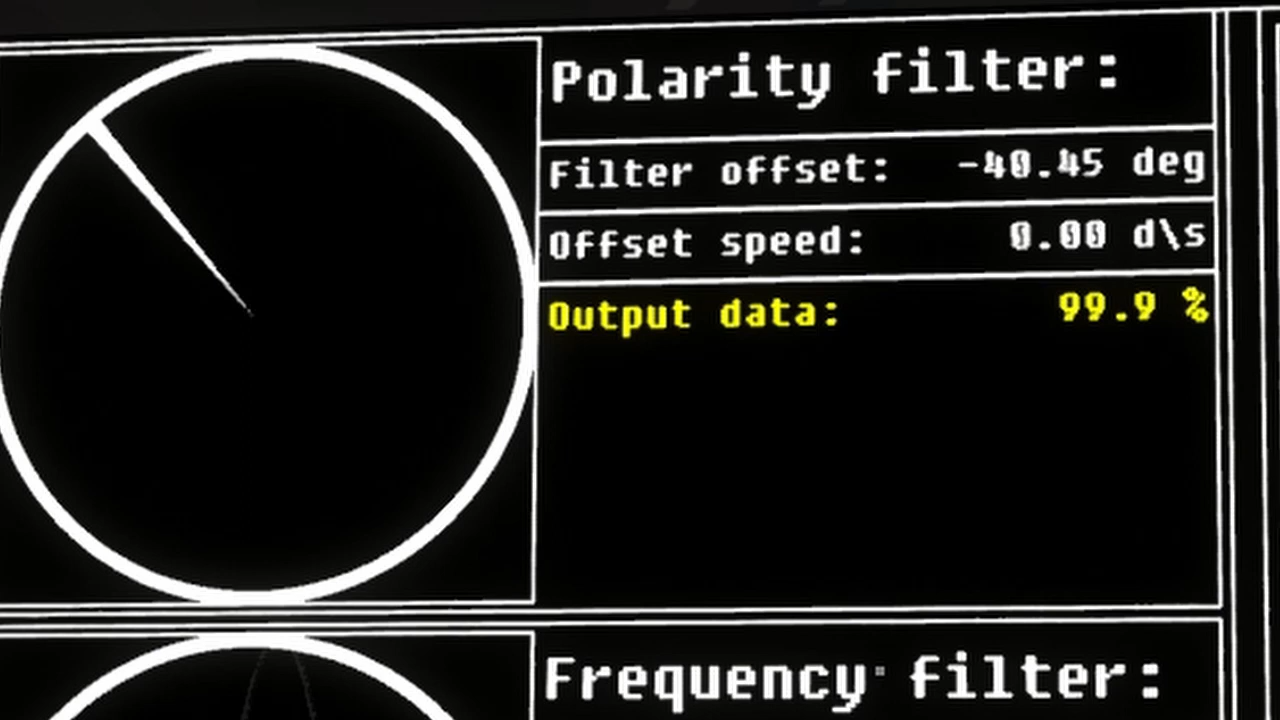 Polarity filter:
Filter offset: -40.45 deg
Offset speed: 0.00 d\s
Output data: 99.9 %
Frequency filter: